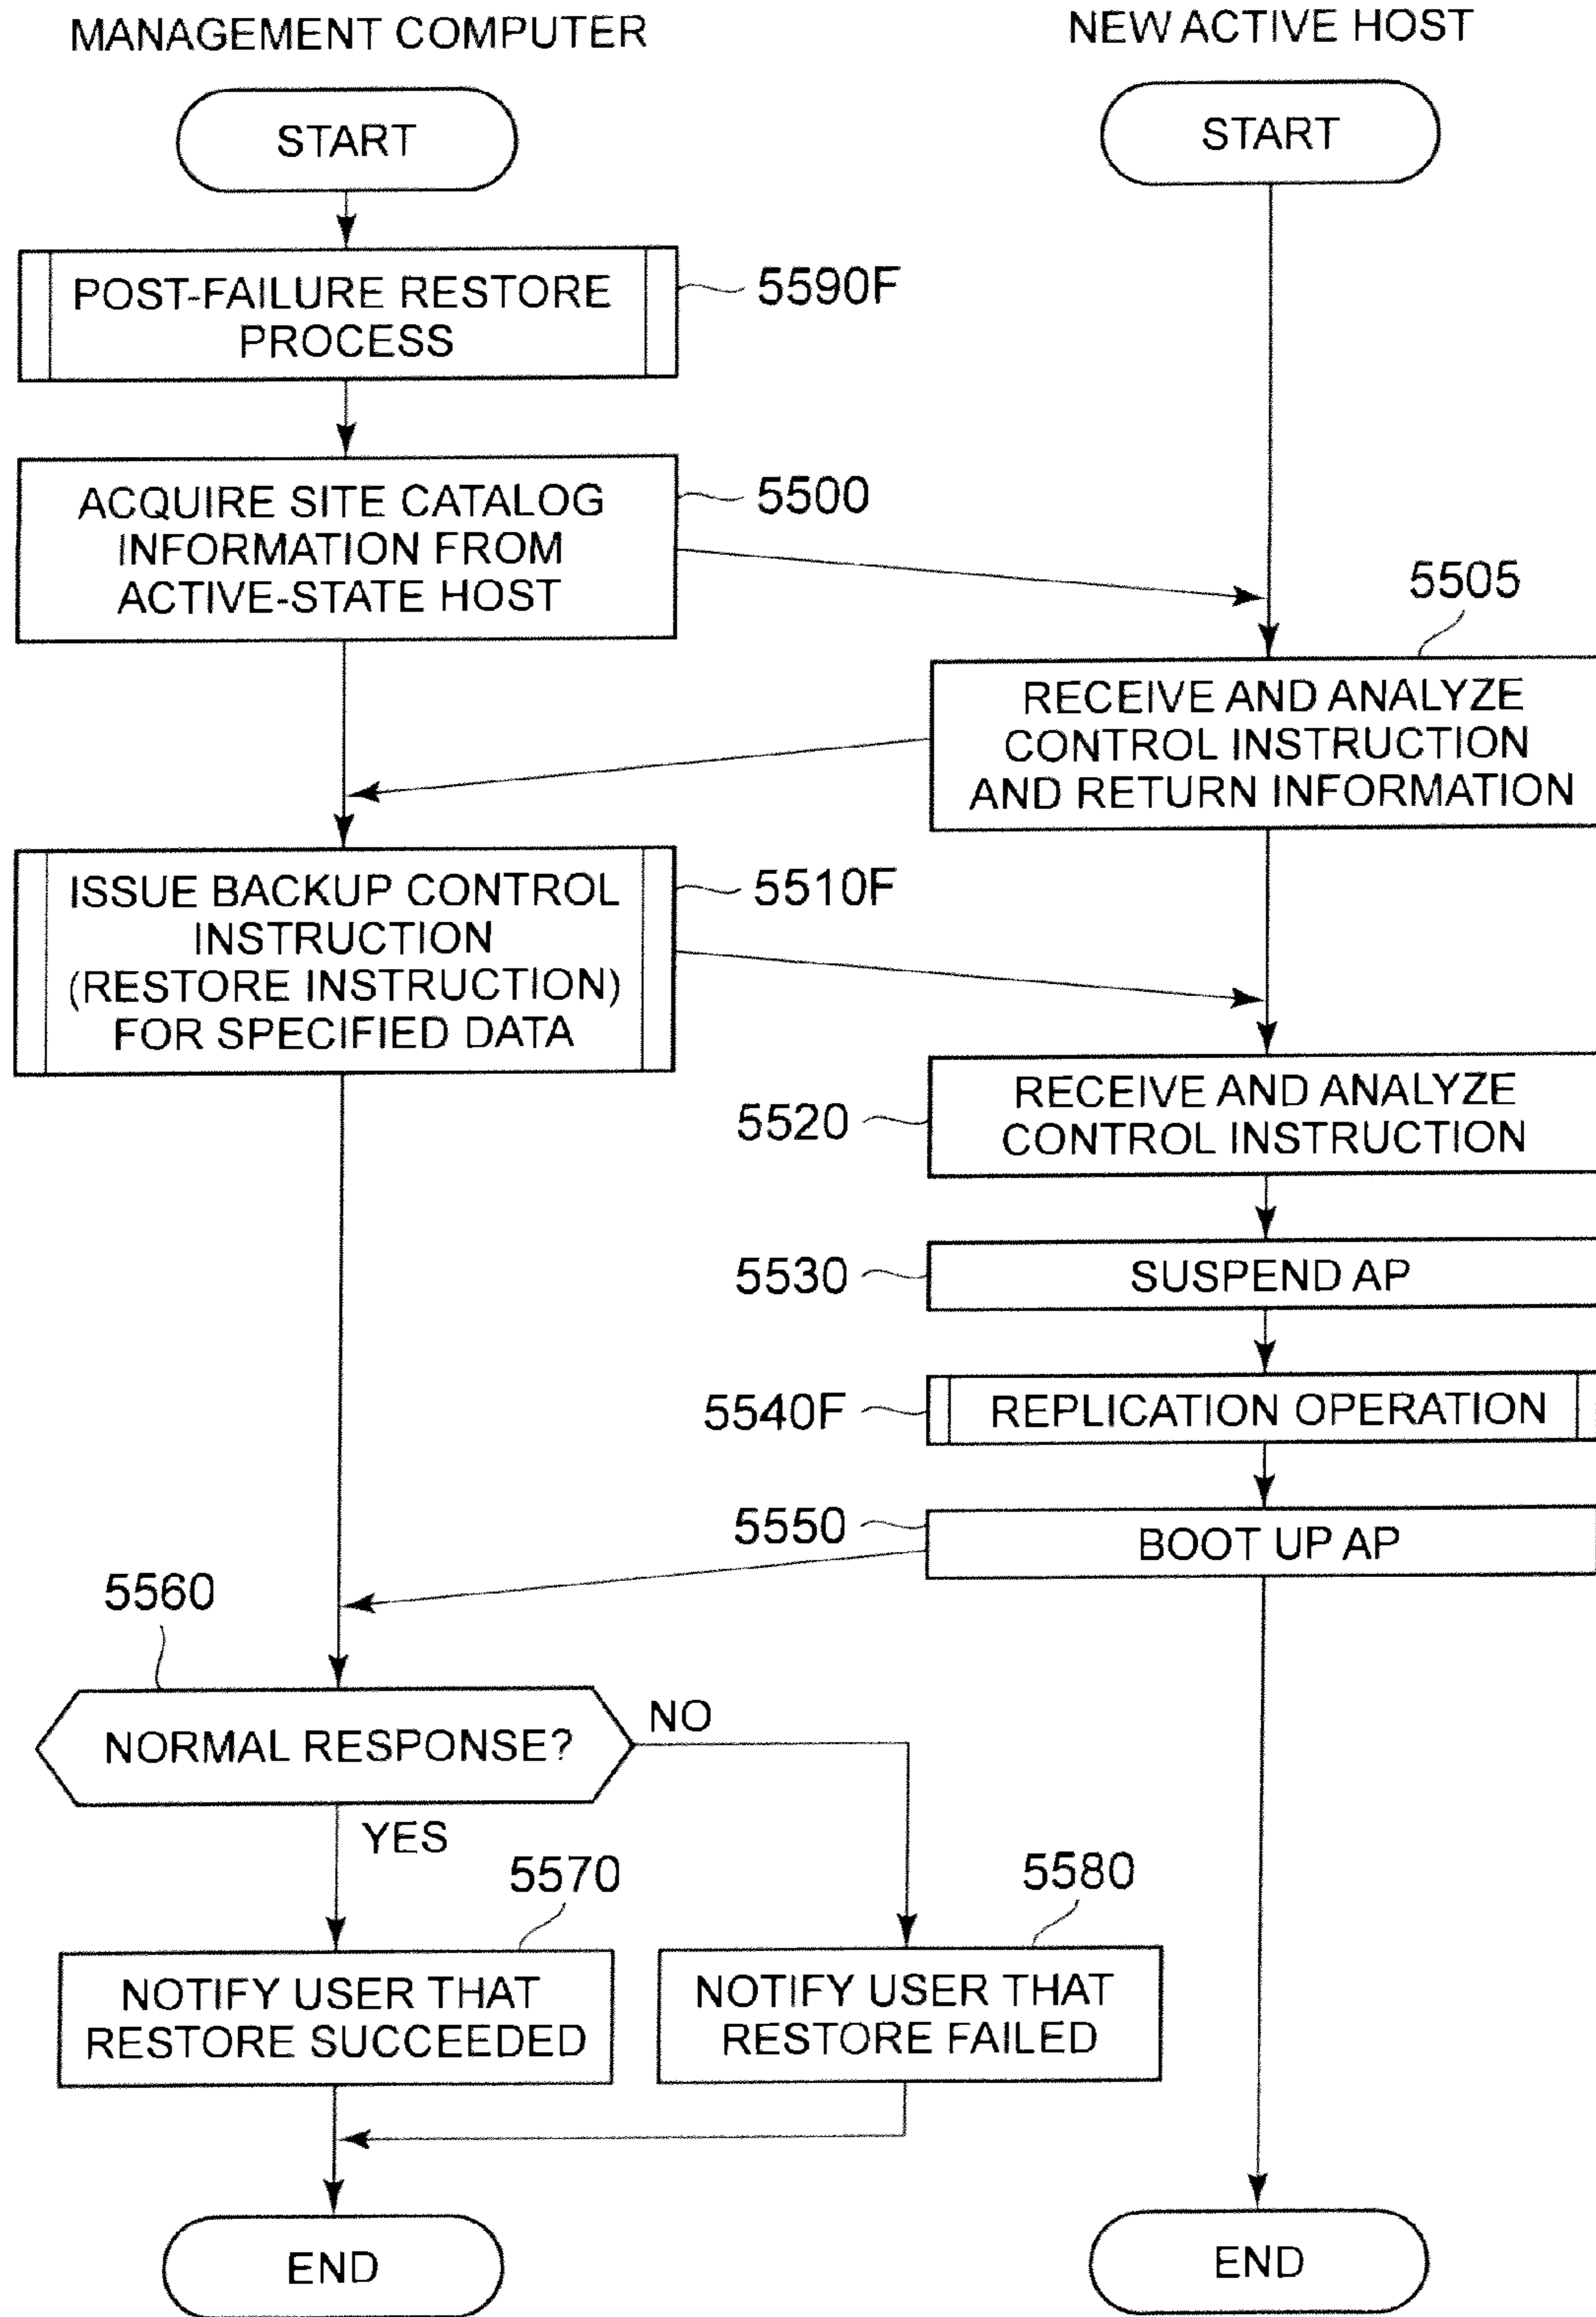 MANAGEMENT COMPUTER
NEW ACTIVE HOST
START
START
POST-FAILURE RESTORE
PROCESS
5590F
ACQUIRE SITE CATALOG
INFORMATION FROM
ACTIVE-STATE HOST
5500
5505
RECEIVE AND ANALYZE
CONTROL INSTRUCTION
AND RETURN INFORMATION
ISSUE BACKUP CONTROL
INSTRUCTION
(RESTORE INSTRUCTION)
FOR SPECIFIED DATA
5510F
5520
RECEIVE AND ANALYZE
CONTROL INSTRUCTION
5530
SUSPEND AP
5540F
REPLICATION OPERATION
5550
BOOT UP AP
5560
NORMAL RESPONSE?
NO
YES
5570
5580
NOTIFY USER THAT
RESTORE SUCCEEDED
NOTIFY USER THAT
RESTORE FAILED
END
END